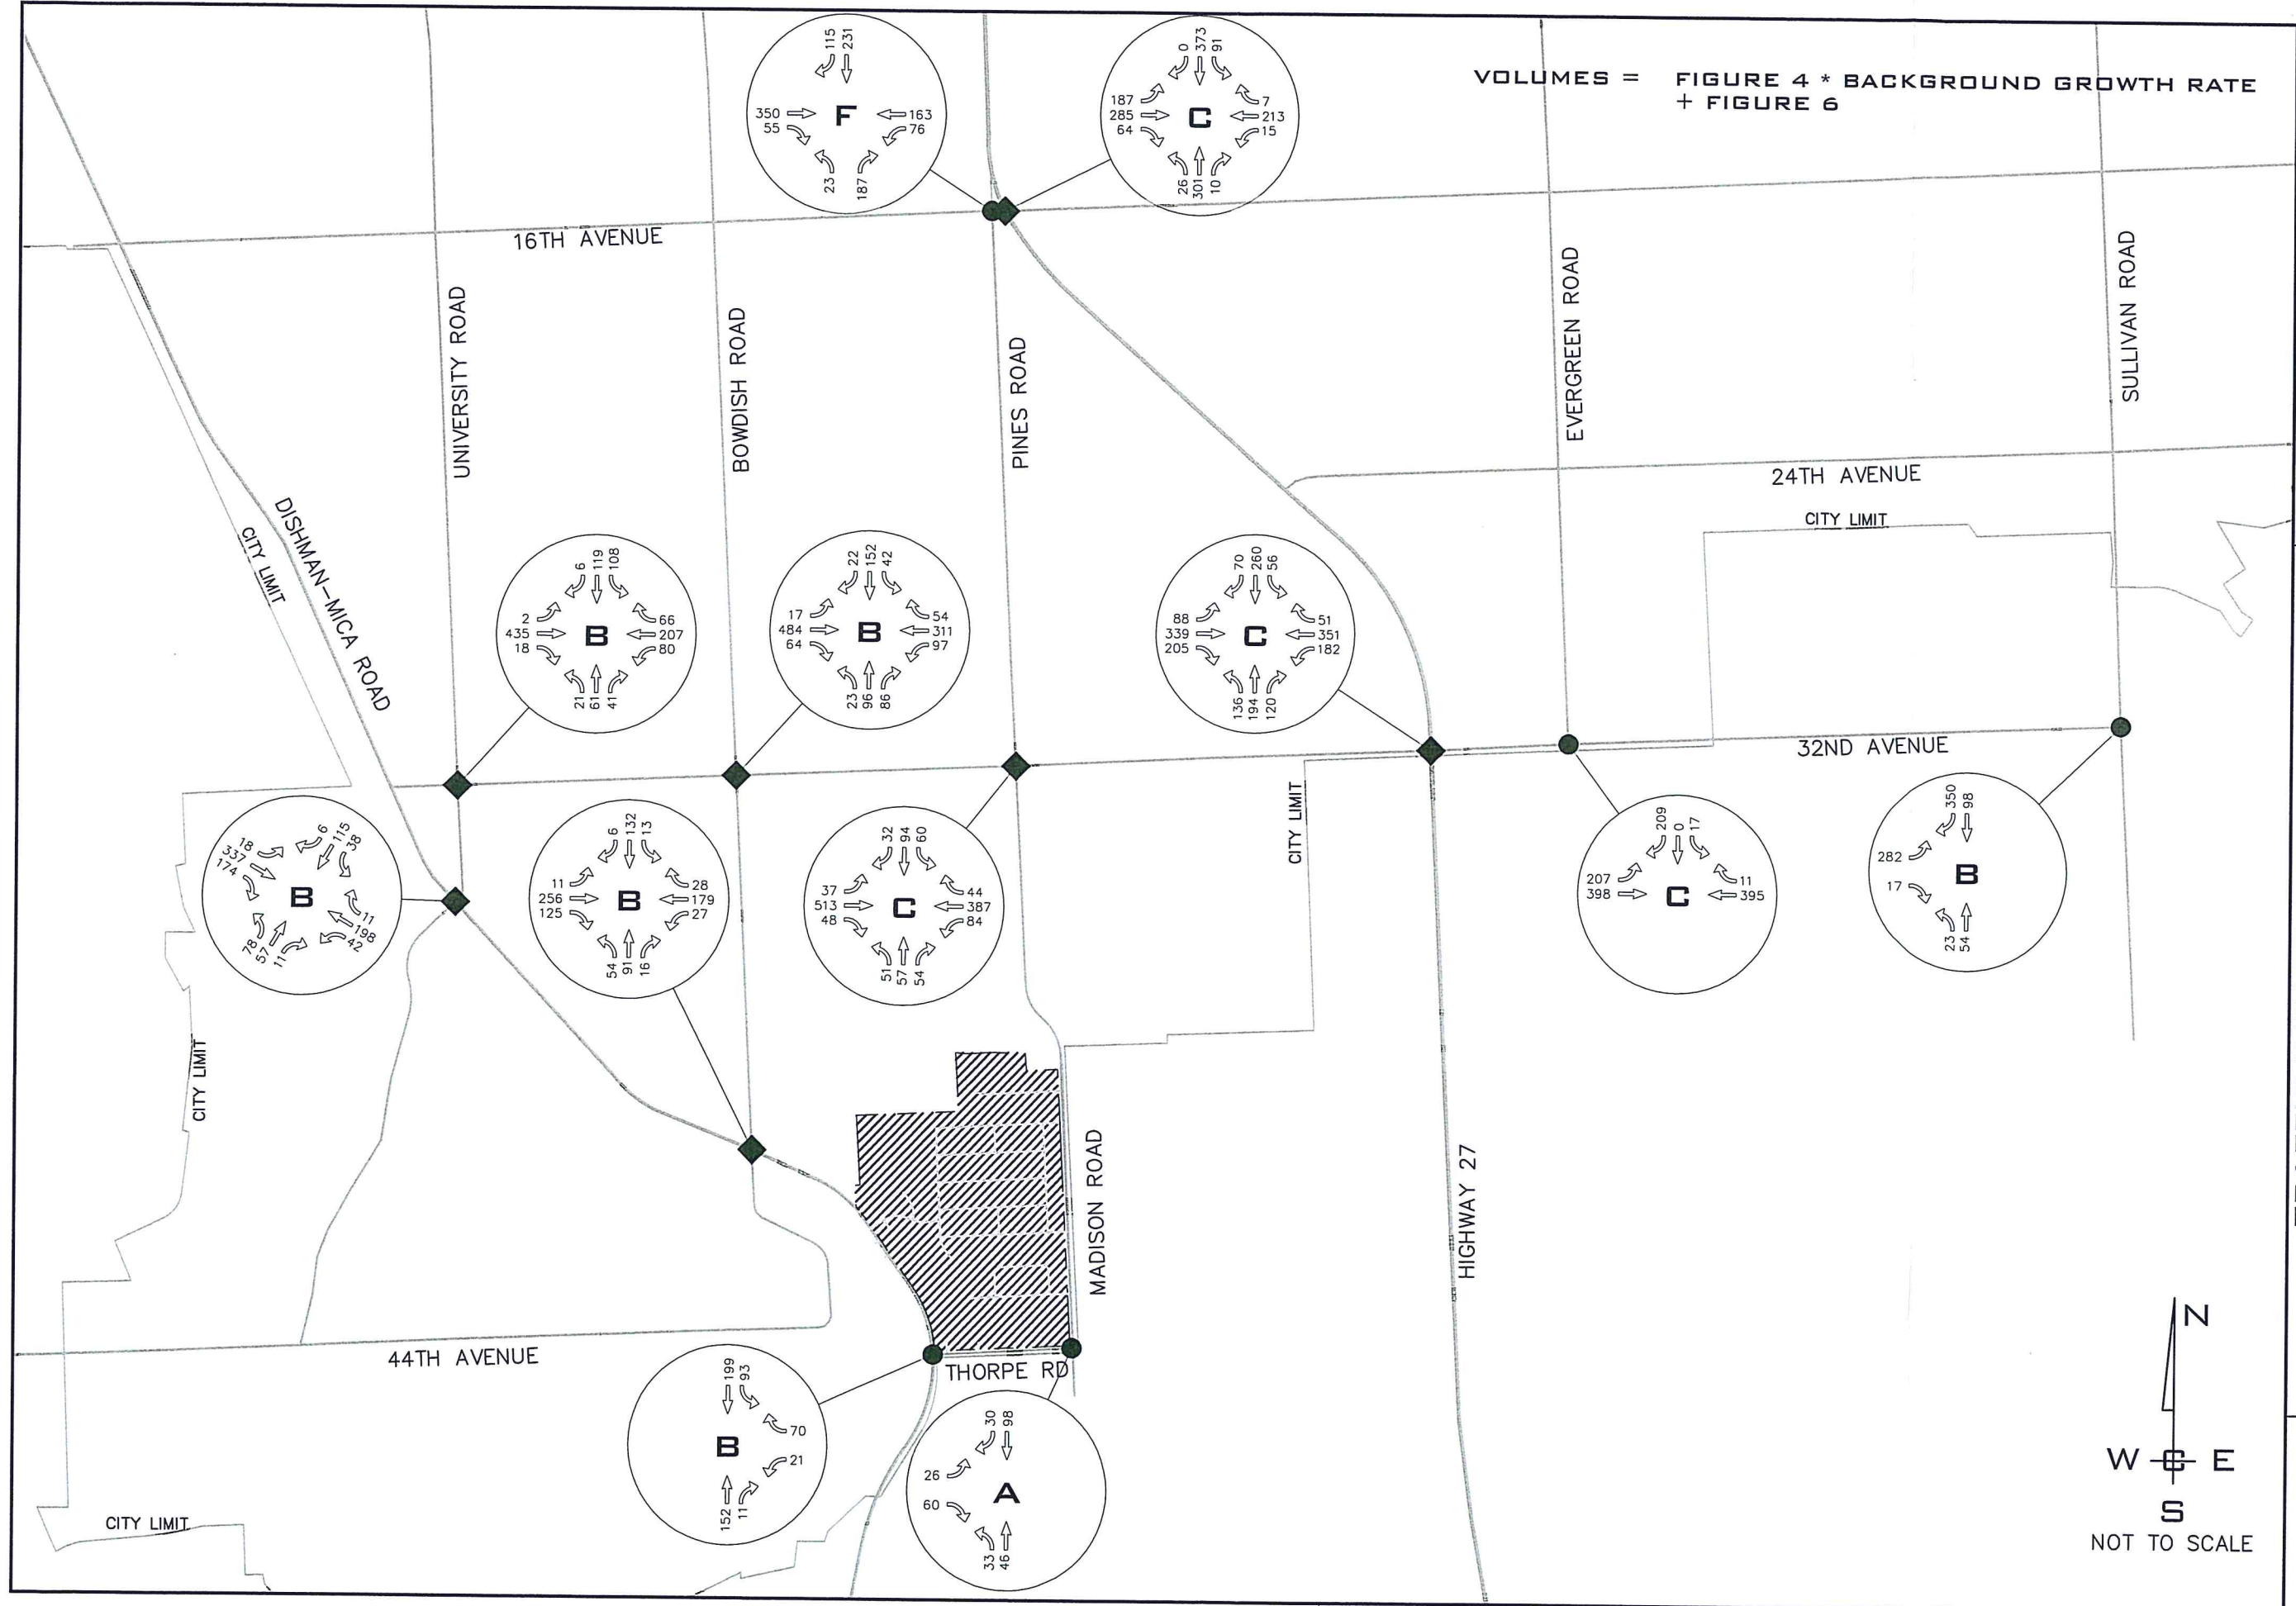 VOLUMES = FIGURE 4 * BACKGROUND GROWTH RATE
+ FIGURE 6
115 231
350
55
F
163
76
23 187
0 373 91
187
285
64
C
7
213
15
26 301 10
16TH AVENUE
UNIVERSITY ROAD
BOWDISH ROAD
PINES ROAD
EVERGREEN ROAD
SULLIVAN ROAD
24TH AVENUE
CITY LIMIT
DISHMAN-MICA ROAD
CITY LIMIT
6 119 108
2
435
18
B
66
207
80
21 61 41
22 152 42
17
484
64
B
54
311
97
23 96 86
70 260 56
88
339
205
C
51
351
182
136 194 120
32ND AVENUE
CITY LIMIT
6 115 38
18
337
174
B
11
198
42
78 57 11
6 132 13
11
256
125
B
28
179
27
54 91 16
32 94 60
37
513
48
C
44
387
84
51 57 54
209 0 17
207
398
C
11
395
350 98
282
17
B
23 54
CITY LIMIT
MADISON ROAD
HIGHWAY 27
44TH AVENUE
THORPE RD
199 93
B
70
21
152 11
30 98
26
60
A
33 46
CITY LIMIT
N
W C E
S
NOT TO SCALE